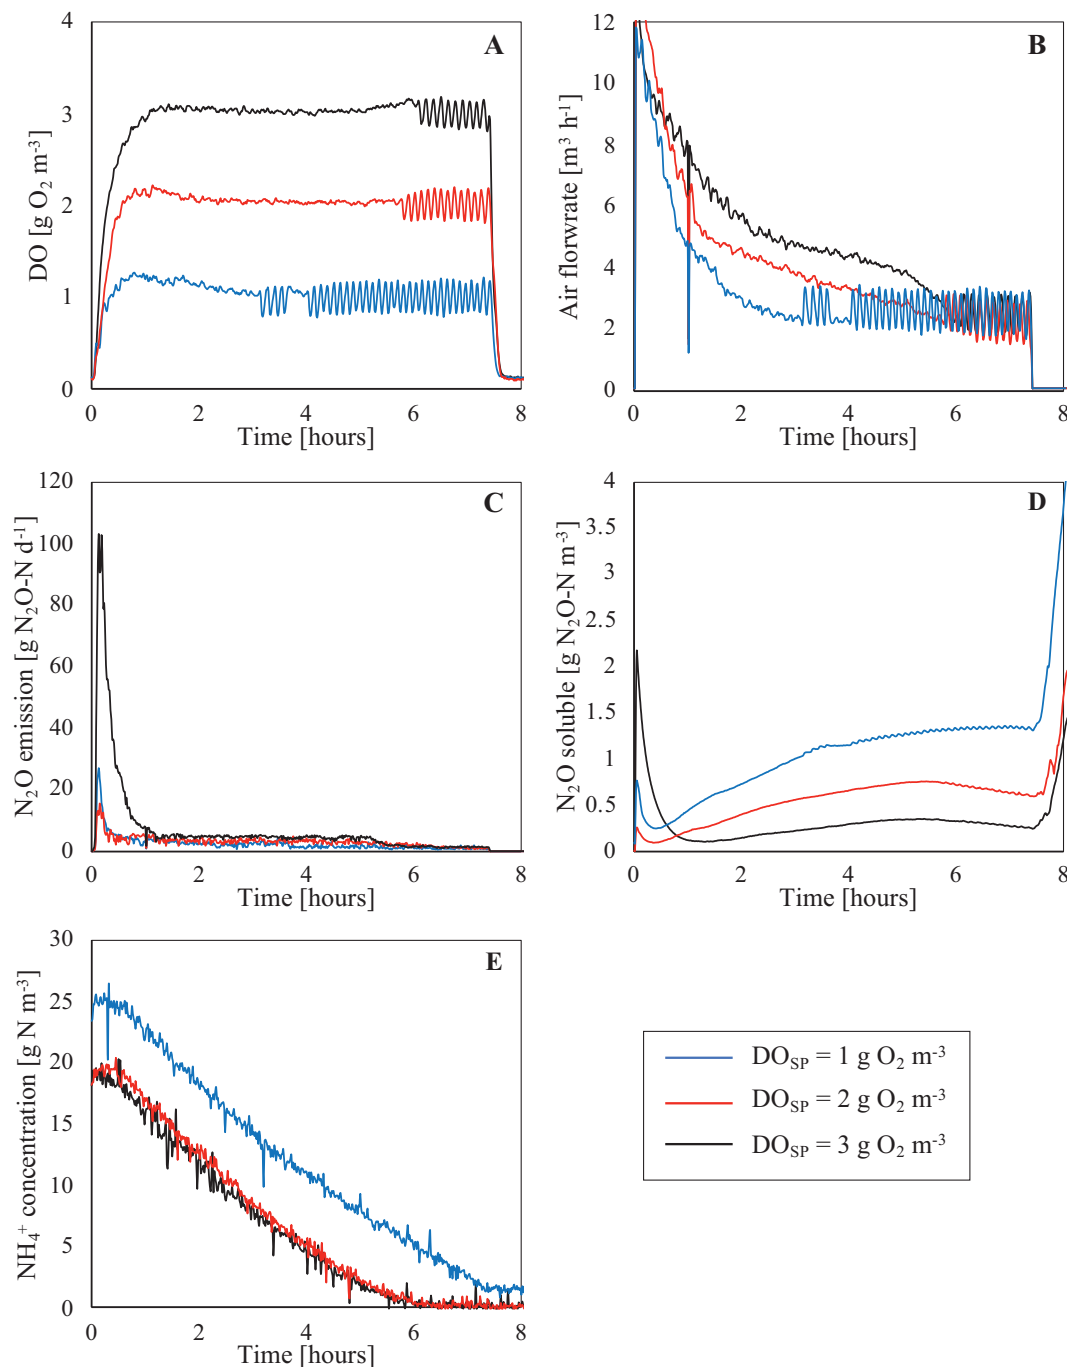 A
DO [g O₂ m⁻³]
4
3
2
1
0
0 2 4 6 8
Time [hours]
B
Air florwrate [m³ h⁻¹]
12
10
8
6
4
2
0
0 2 4 6 8
Time [hours]
C
N₂O emission [g N₂O-N d⁻¹]
120
100
80
60
40
20
0
0 2 4 6 8
Time [hours]
D
N₂O soluble [g N₂O-N m⁻³]
4
3.5
3
2.5
2
1.5
1
0.5
0
0 2 4 6 8
Time [hours]
E
NH₄⁺ concentration [g N m⁻³]
30
25
20
15
10
5
0
0 2 4 6 8
Time [hours]
DOSP = 1 g O₂ m⁻³
DOSP = 2 g O₂ m⁻³
DOSP = 3 g O₂ m⁻³